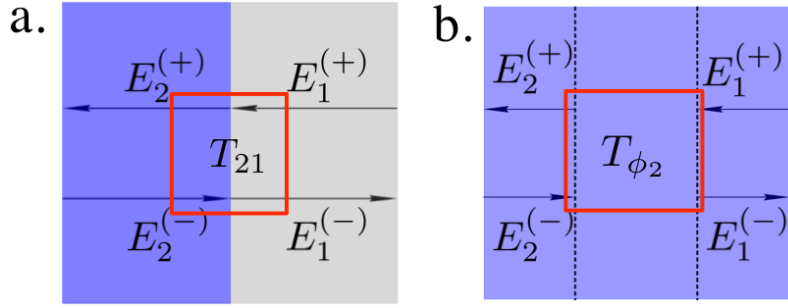 a.
E_2^{(+)} E_1^{(+)}
T_{21}
E_2^{(-)} E_1^{(-)}
b.
E_2^{(+)} E_1^{(+)}
T_{\phi_2}
E_2^{(-)} E_1^{(-)}